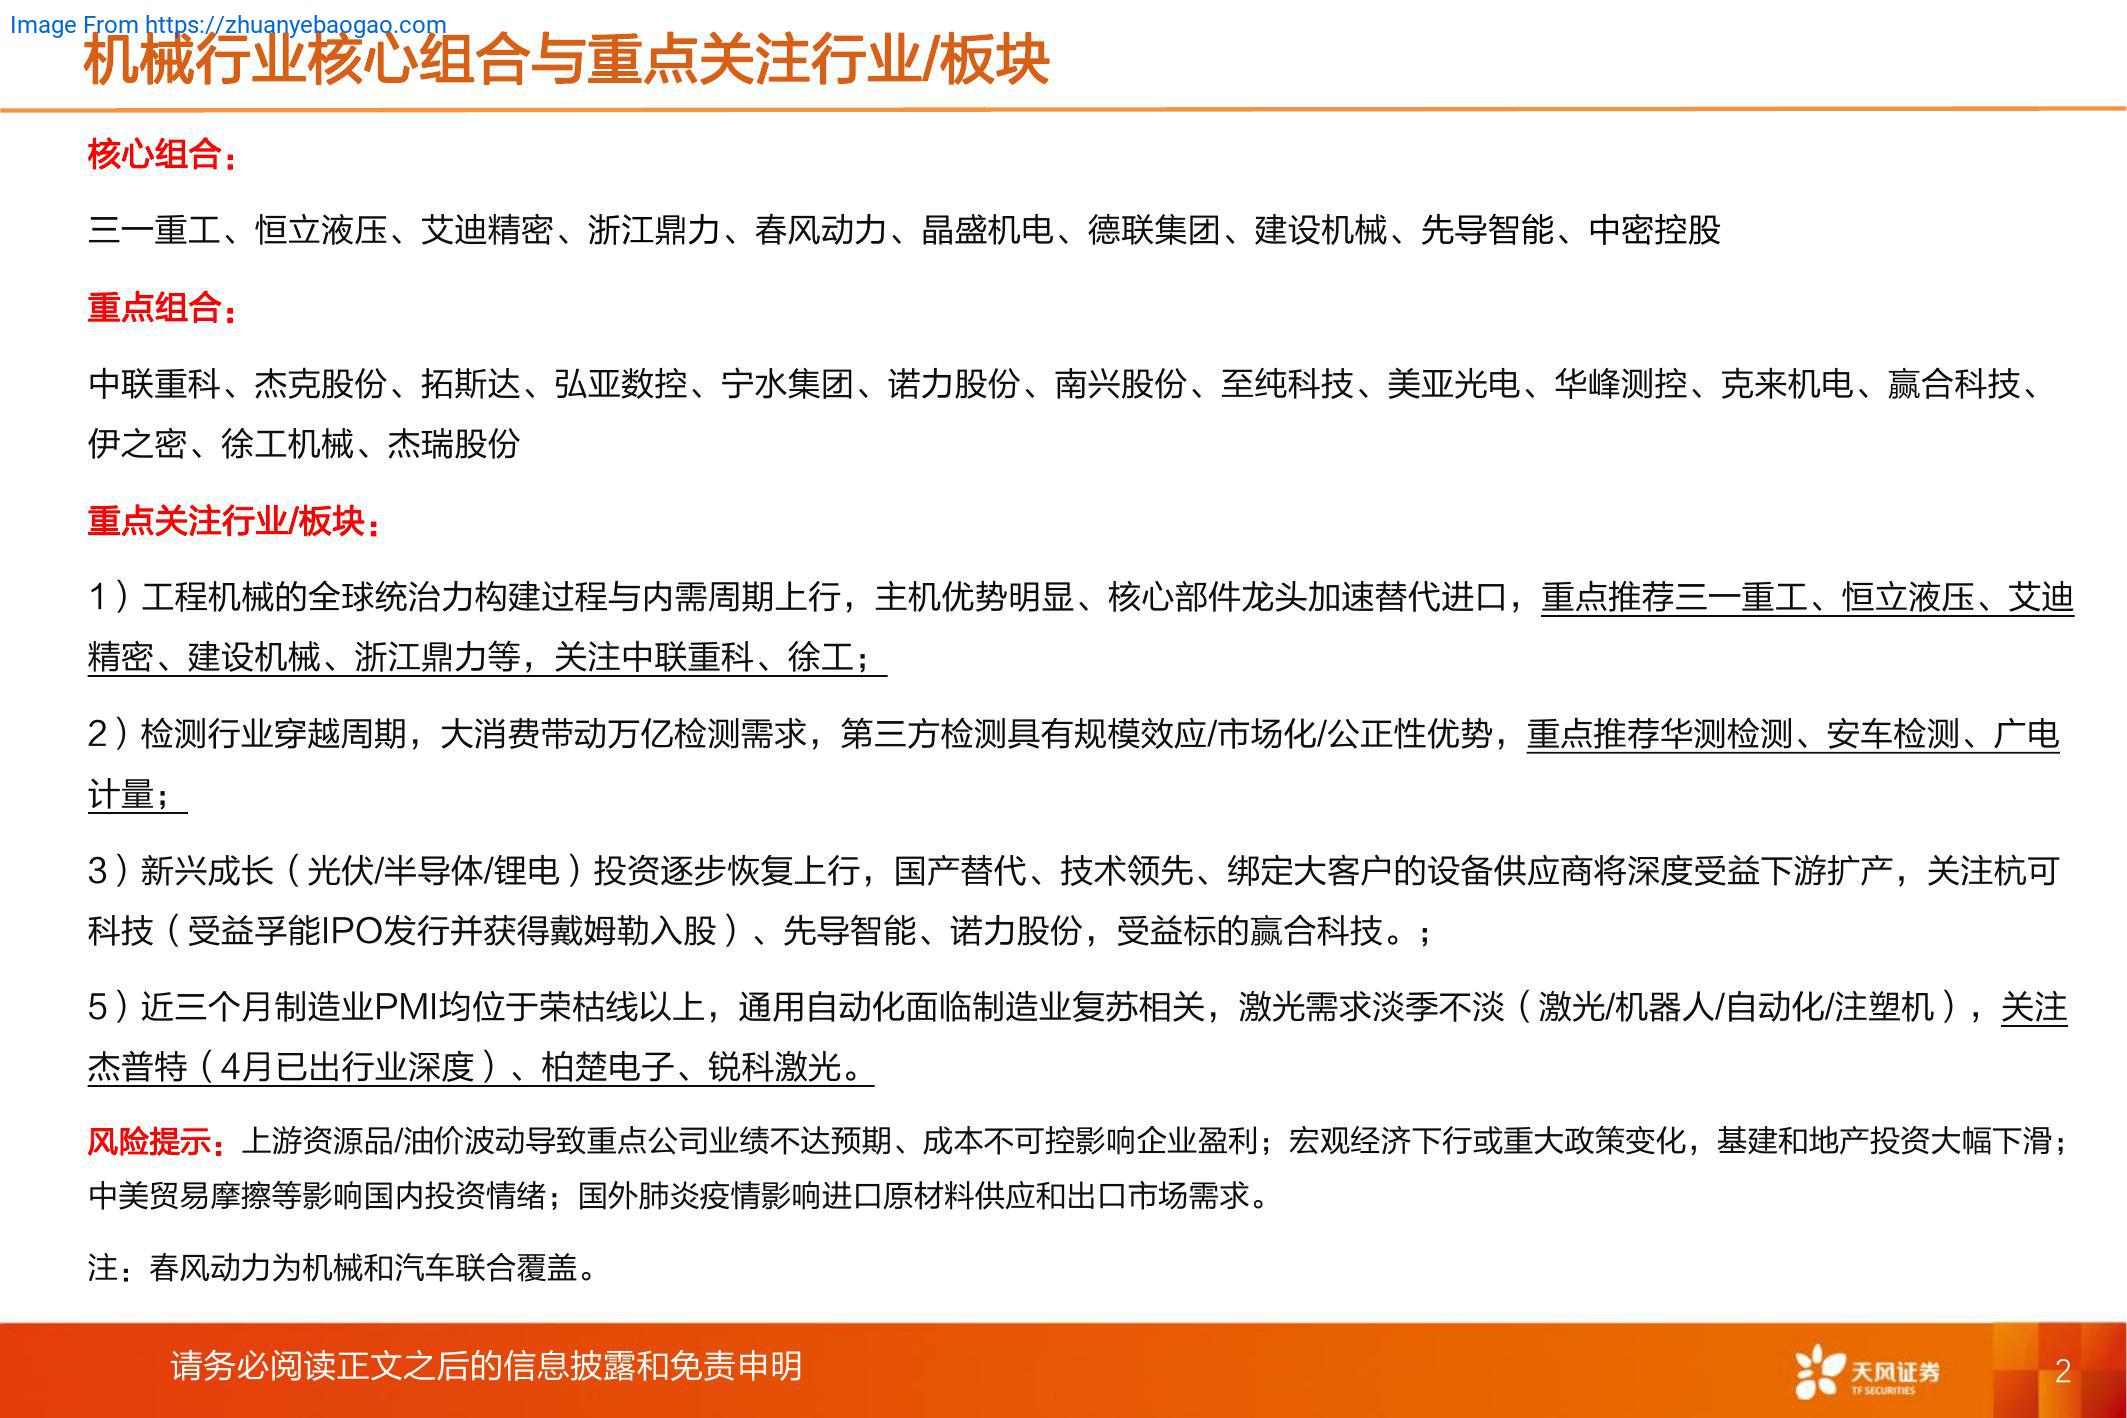 Image From https://zhuanyebaogao.com
机械行业核心组合与重点关注行业/板块
核心组合：
三一重工、恒立液压、艾迪精密、浙江鼎力、春风动力、晶盛机电、德联集团、建设机械、先导智能、中密控股
重点组合：
中联重科、杰克股份、拓斯达、弘亚数控、宁水集团、诺力股份、南兴股份、至纯科技、美亚光电、华峰测控、克来机电、赢合科技、
伊之密、徐工机械、杰瑞股份
重点关注行业/板块：
1）工程机械的全球统治力构建过程与内需周期上行，主机优势明显、核心部件龙头加速替代进口，重点推荐三一重工、恒立液压、艾迪
精密、建设机械、浙江鼎力等，关注中联重科、徐工；
2）检测行业穿越周期，大消费带动万亿检测需求，第三方检测具有规模效应/市场化/公正性优势，重点推荐华测检测、安车检测、广电
计量；
3）新兴成长（光伏/半导体/锂电）投资逐步恢复上行，国产替代、技术领先、绑定大客户的设备供应商将深度受益下游扩产，关注杭可
科技（受益孚能IPO发行并获得戴姆勒入股）、先导智能、诺力股份，受益标的赢合科技。；
5）近三个月制造业PMI均位于荣枯线以上，通用自动化面临制造业复苏相关，激光需求淡季不淡（激光/机器人/自动化/注塑机），关注
杰普特（4月已出行业深度）、柏楚电子、锐科激光。
风险提示：上游资源品/油价波动导致重点公司业绩不达预期、成本不可控影响企业盈利；宏观经济下行或重大政策变化，基建和地产投资大幅下滑；
中美贸易摩擦等影响国内投资情绪；国外肺炎疫情影响进口原材料供应和出口市场需求。
注：春风动力为机械和汽车联合覆盖。
请务必阅读正文之后的信息披露和免责申明
天风证券
TF SECURITIES
2